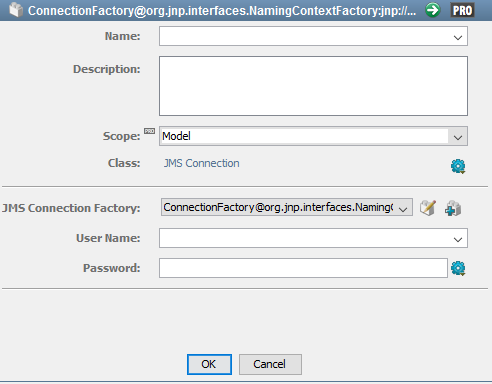 ConnectionFactory@org.jnp.interfaces.NamingContextFactory:jnp://... PRO
Name:
Description:
Scope: PRO Model
Class: JMS Connection
JMS Connection Factory: ConnectionFactory@org.jnp.interfaces.NamingC
User Name:
Password:
OK Cancel